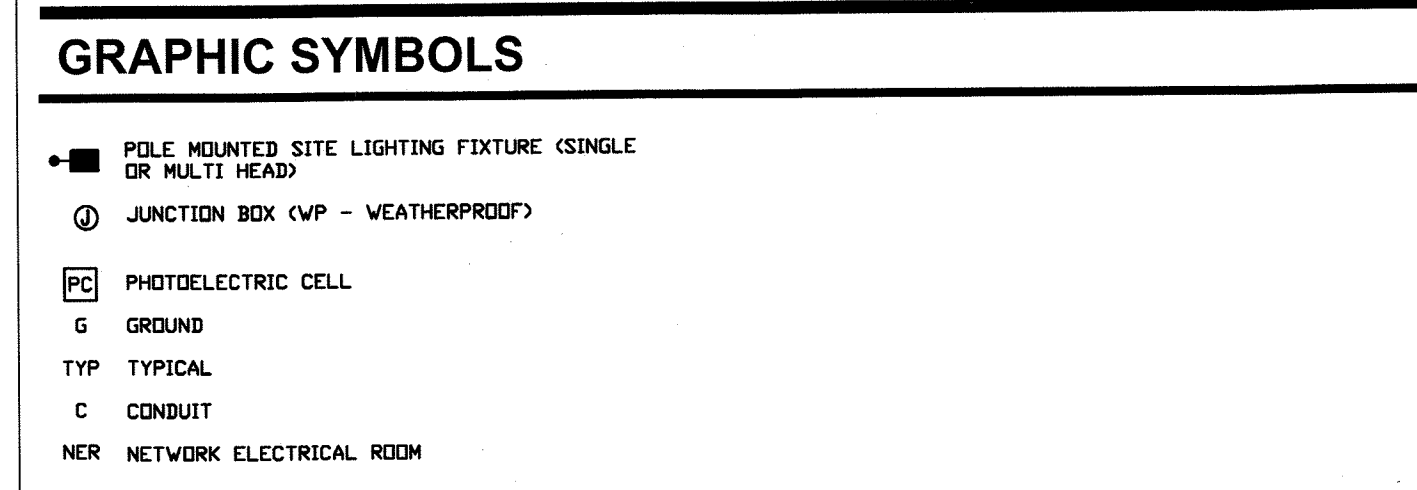 GRAPHIC SYMBOLS
POLE MOUNTED SITE LIGHTING FIXTURE (SINGLE
OR MULTI HEAD)
J JUNCTION BOX (WP - WEATHERPROOF)
PC PHOTOELECTRIC CELL
G GROUND
TYP TYPICAL
C CONDUIT
NER NETWORK ELECTRICAL ROOM